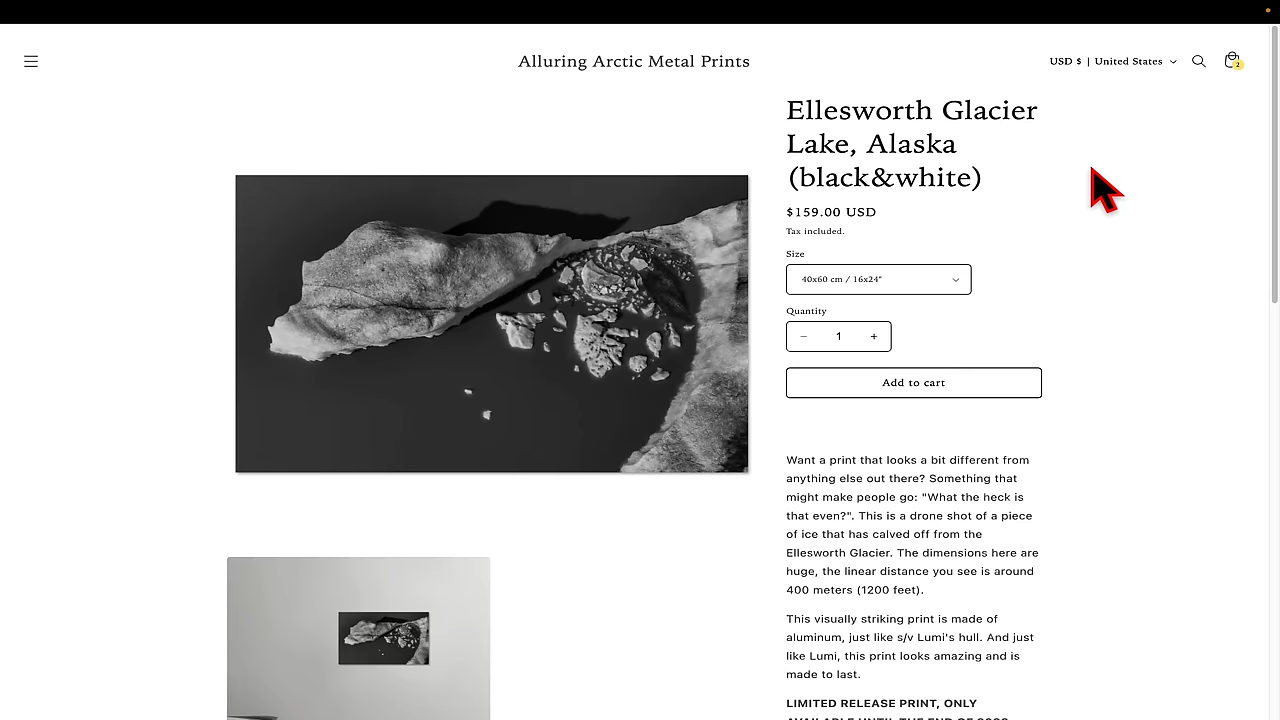 Alluring Arctic Metal Prints
USD $ | United States
2
Ellesworth Glacier
Lake, Alaska
(black&white)
$159.00 USD
Tax included.
Size
40x60 cm / 16x24"
Quantity
− 1 +
Add to cart
Want a print that looks a bit different from
anything else out there? Something that
might make people go: "What the heck is
that even?". This is a drone shot of a piece
of ice that has calved off from the
Ellesworth Glacier. The dimensions here are
huge, the linear distance you see is around
400 meters (1200 feet).
This visually striking print is made of
aluminum, just like s/v Lumi's hull. And just
like Lumi, this print looks amazing and is
made to last.
LIMITED RELEASE PRINT, ONLY